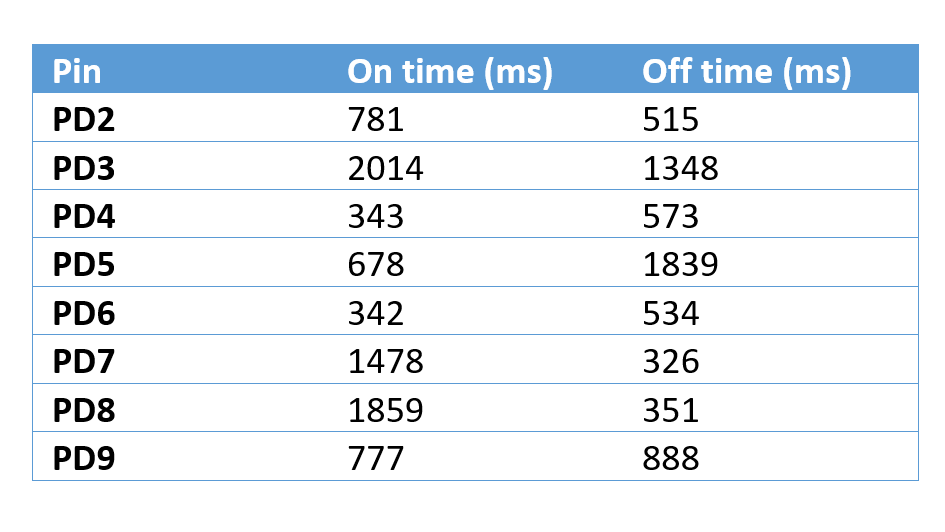 Pin On time (ms) Off time (ms)
PD2 781 515
PD3 2014 1348
PD4 343 573
PD5 678 1839
PD6 342 534
PD7 1478 326
PD8 1859 351
PD9 777 888